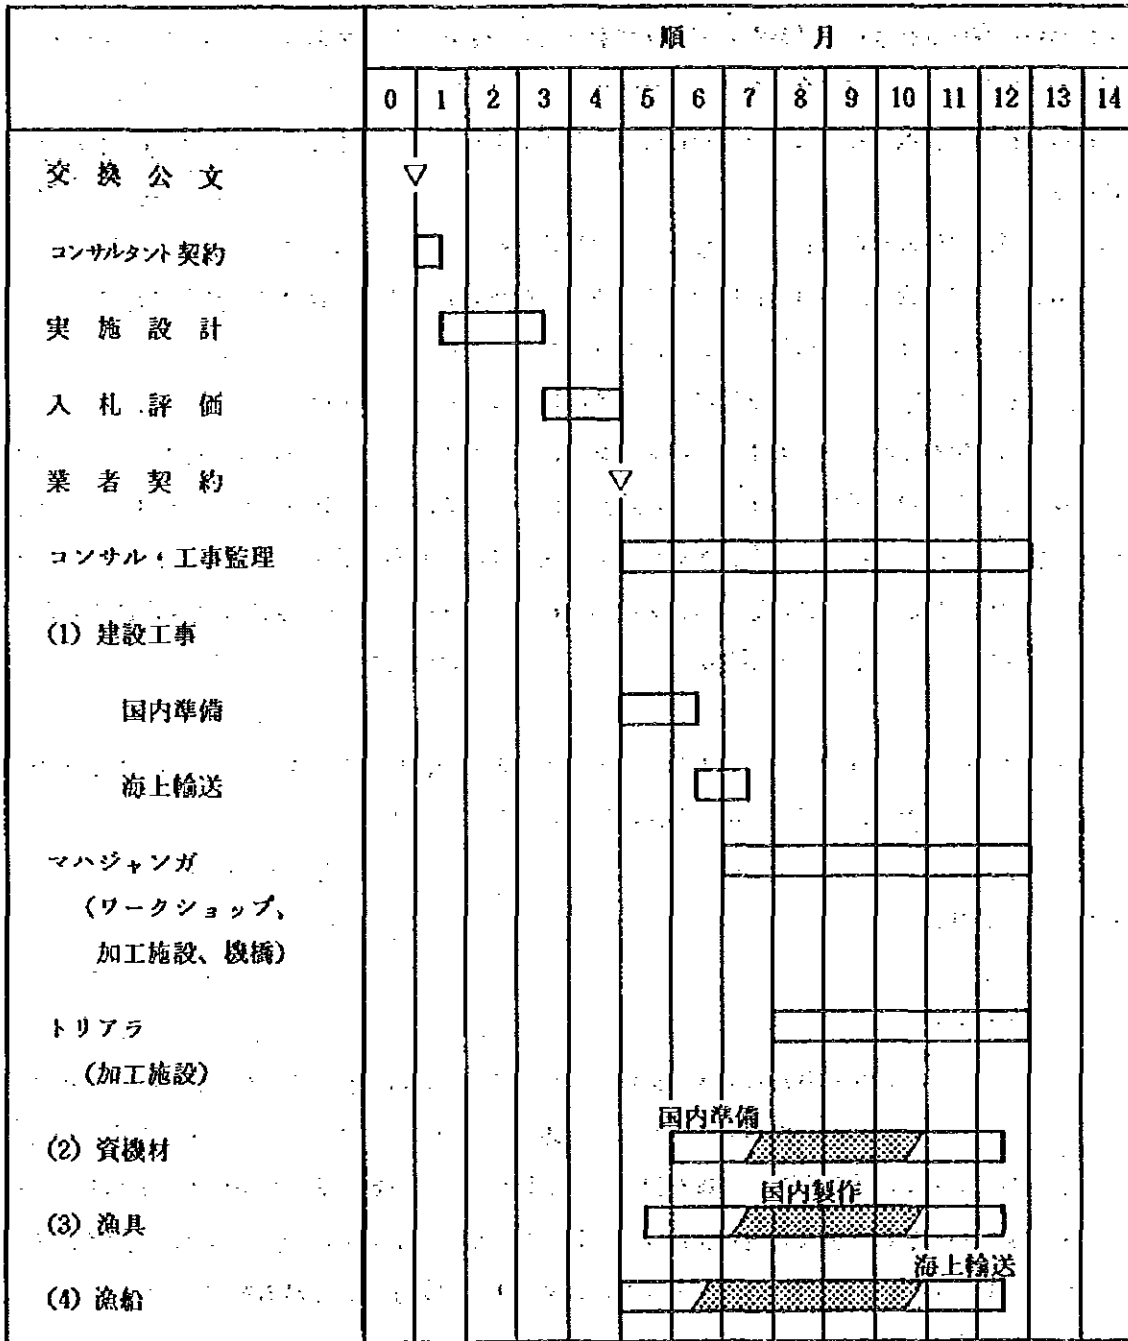 順 月
0 1 2 3 4 5 6 7 8 9 10 11 12 13 14
交換公文
コンサルタント契約
実施設計
入札評価
業者契約
コンサル・工事監理
(1) 建設工事
国内準備
海上輸送
マハジャンガ
(ワークショップ、
加工施設、機橋)
トリアラ
(加工施設)
国内準備
(2) 資機材
国内製作
(3) 漁具
海上輸送
(4) 漁船